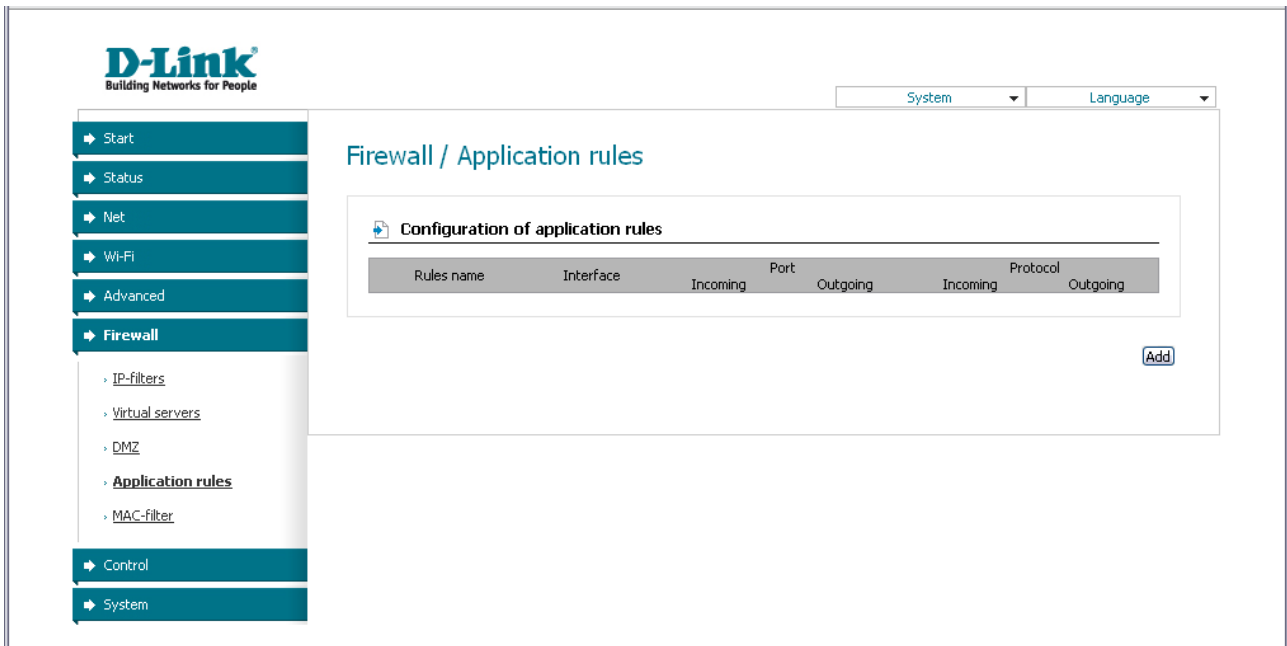 D-Link
Building Networks for People
System
Language
Start
Status
Net
Wi-Fi
Advanced
Firewall
IP-filters
Virtual servers
DMZ
Application rules
MAC-filter
Control
System
Firewall / Application rules
Configuration of application rules
Rules name Interface Port Protocol
Incoming Outgoing Incoming Outgoing
Add